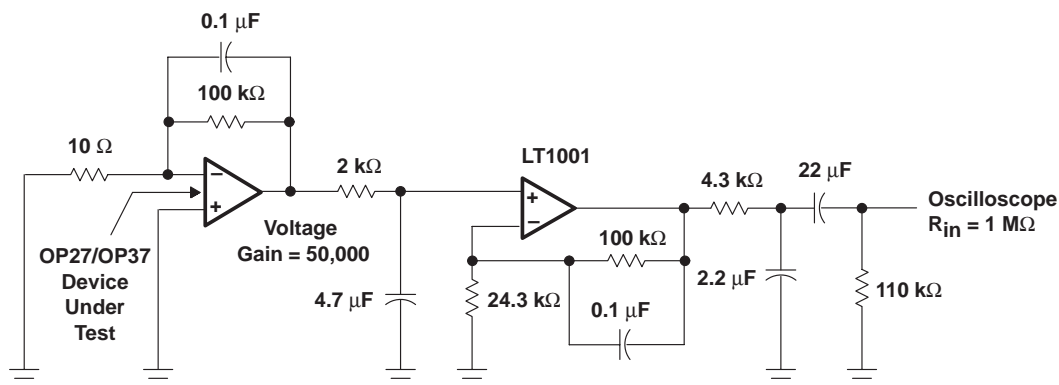 0.1 μF
100 kΩ
10 Ω
−
+
OP27/OP37
Device
Under
Test
Voltage
Gain = 50,000
2 kΩ
4.7 μF
LT1001
+
−
24.3 kΩ
100 kΩ
0.1 μF
4.3 kΩ
2.2 μF
22 μF
110 kΩ
Oscilloscope
Rin = 1 MΩ